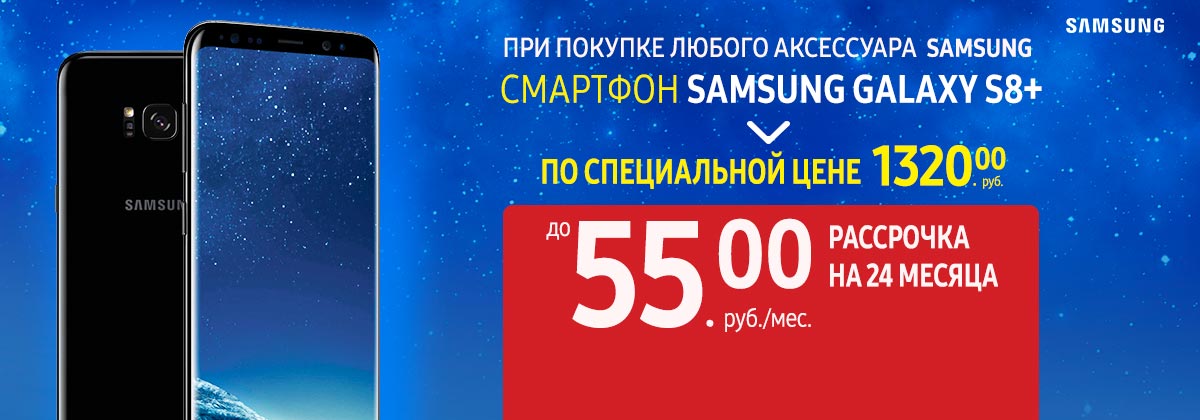 SAMSUNG
ПРИ ПОКУПКЕ ЛЮБОГО АКСЕССУАРА SAMSUNG
СМАРТФОН SAMSUNG GALAXY S8+
ПО СПЕЦИАЛЬНОЙ ЦЕНЕ 1320.00 руб.
ДО 55.00 руб./мес.
РАССРОЧКА
НА 24 МЕСЯЦА
SAMSUN